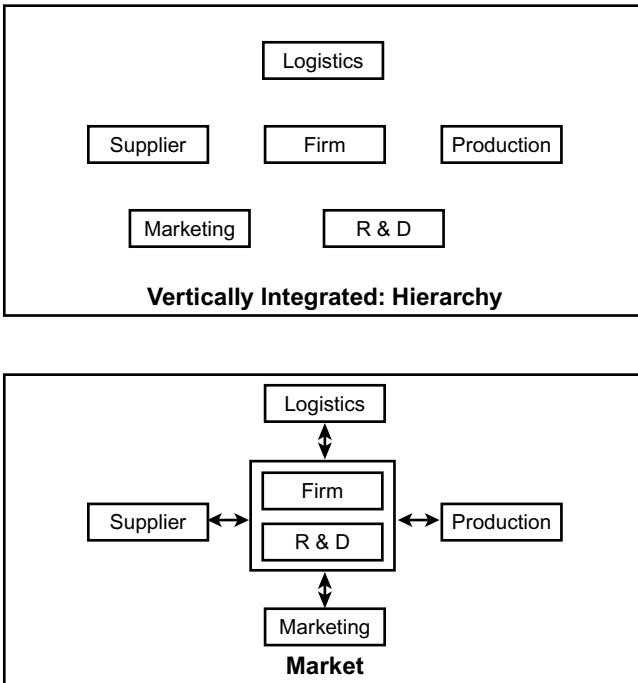 Logistics
Supplier
Firm
Production
Marketing
R & D
Vertically Integrated: Hierarchy
Logistics
Firm
Supplier
Production
R & D
Marketing
Market